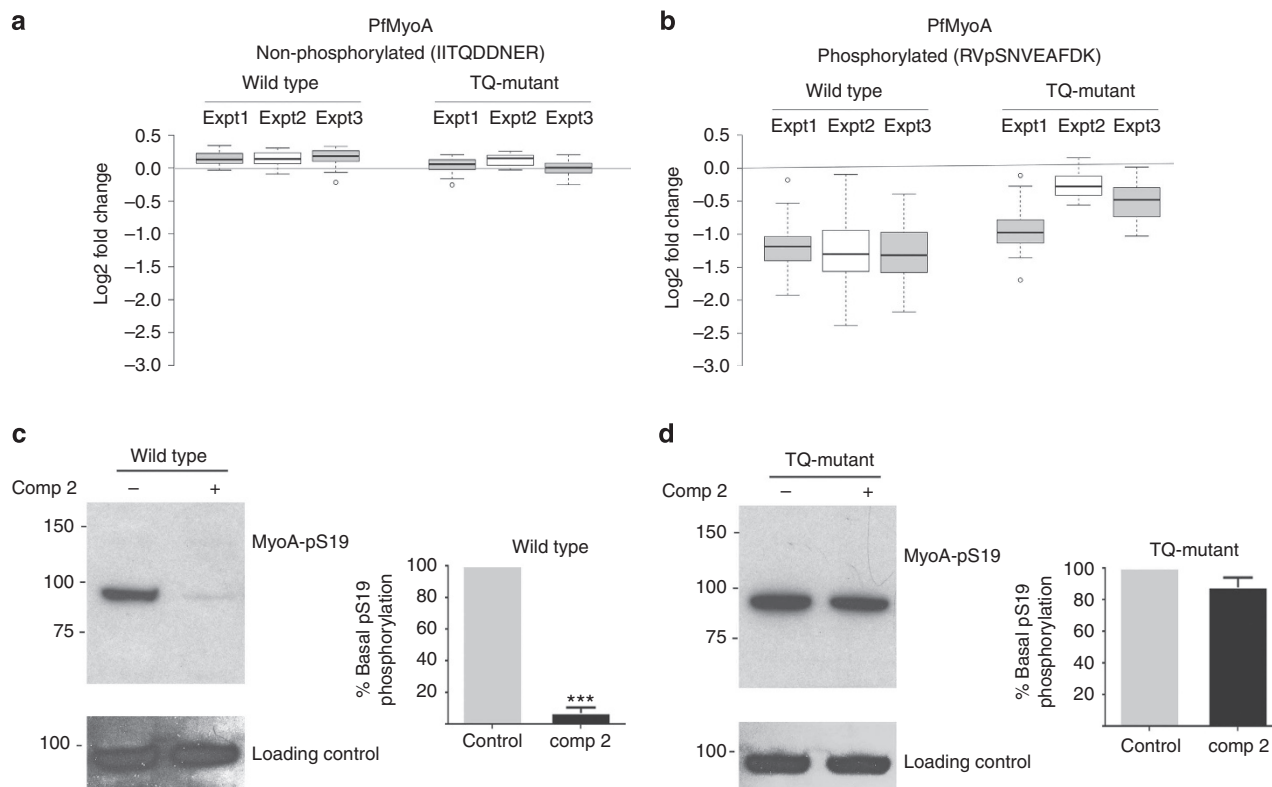 a
PfMyoA
Non-phosphorylated (IITQDDNER)
Wild type
TQ-mutant
Expt1 Expt2 Expt3
Expt1 Expt2 Expt3
Log2 fold change
0.5
0.0
–0.5
–1.0
–1.5
–2.0
–2.5
–3.0
b
PfMyoA
Phosphorylated (RVpSNVEAFDK)
Wild type
TQ-mutant
Expt1 Expt2 Expt3
Expt1 Expt2 Expt3
Log2 fold change
0.5
0.0
–0.5
–1.0
–1.5
–2.0
–2.5
–3.0
c
Wild type
Comp 2 – +
150
100
75
MyoA-pS19
100
Loading control
Wild type
% Basal pS19
phosphorylation
100
80
60
40
20
***
Control comp 2
d
TQ-mutant
Comp 2 – +
150
100
75
MyoA-pS19
100
Loading control
TQ-mutant
% Basal pS19
phosphorylation
100
80
60
40
20
Control comp 2